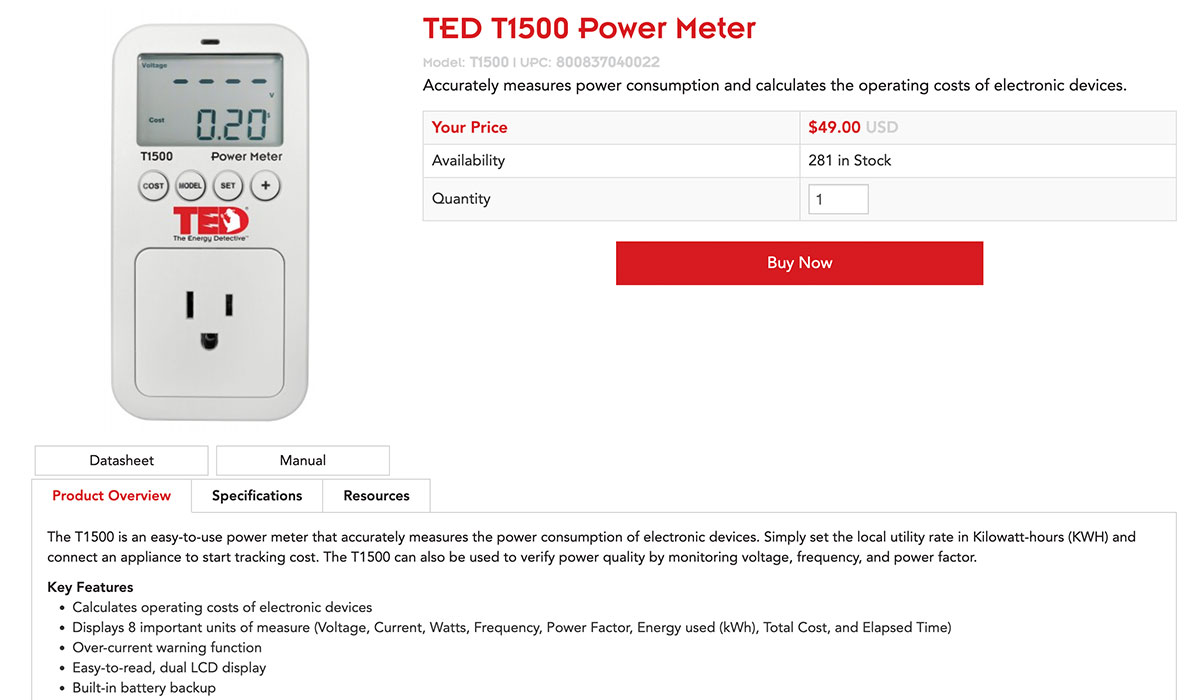 TED T1500 Power Meter
Model: T1500 | UPC: 800837040022
Accurately measures power consumption and calculates the operating costs of electronic devices.
Your Price $49.00 USD
Availability 281 in Stock
Quantity 1
Buy Now
Voltage
- - - -
V
Cost 0.20 $
T1500 Power Meter
COST MODEL SET +
TED
The Energy Detective™
Datasheet Manual
Product Overview Specifications Resources
The T1500 is an easy-to-use power meter that accurately measures the power consumption of electronic devices. Simply set the local utility rate in Kilowatt-hours (KWH) and
connect an appliance to start tracking cost. The T1500 can also be used to verify power quality by monitoring voltage, frequency, and power factor.
Key Features
• Calculates operating costs of electronic devices
• Displays 8 important units of measure (Voltage, Current, Watts, Frequency, Power Factor, Energy used (kWh), Total Cost, and Elapsed Time)
• Over-current warning function
• Easy-to-read, dual LCD display
• Built-in battery backup